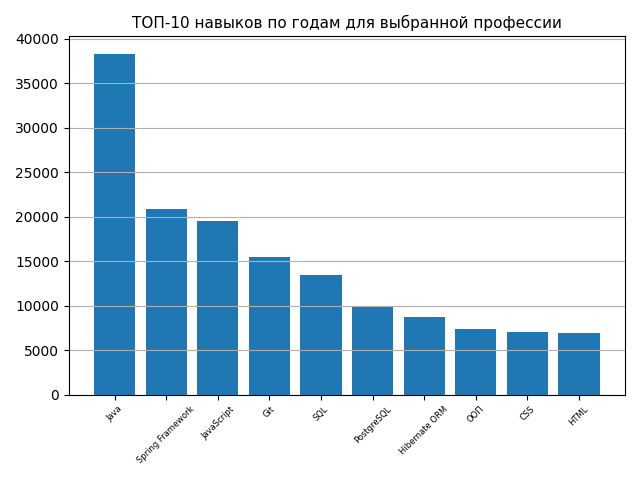 ТОП-10 навыков по годам для выбранной профессии
40000
35000
30000
25000
20000
15000
10000
5000
0
Java
Spring Framework
JavaScript
Git
SQL
PostgreSQL
Hibernate ORM
ООП
CSS
HTML